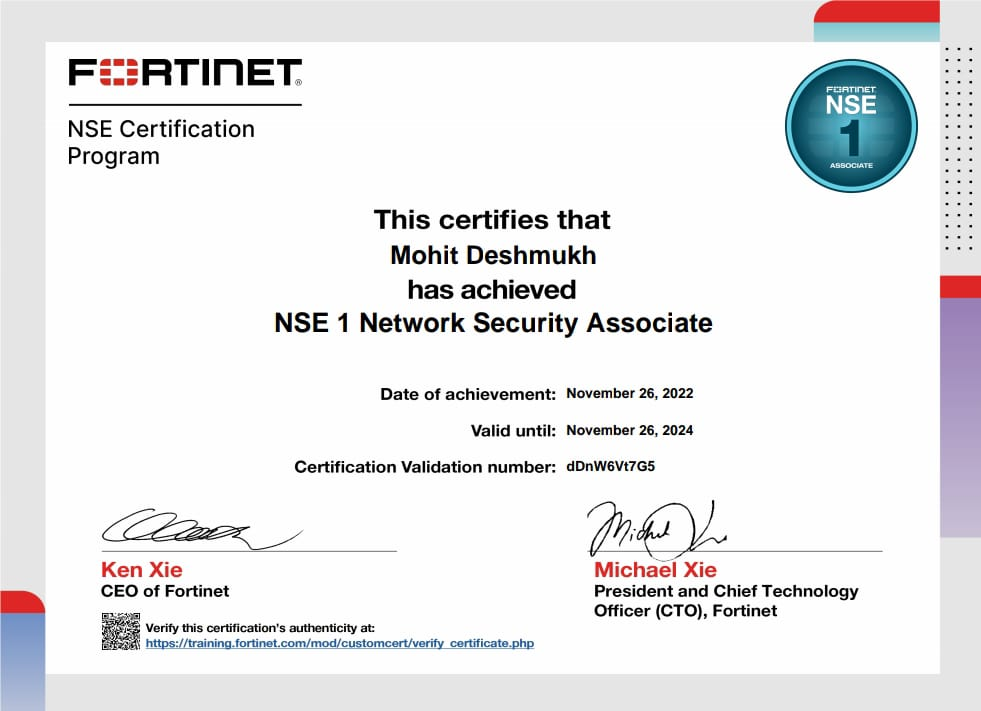 FORTINET®
NSE Certification
Program
FORTINET
NSE
1
ASSOCIATE
This certifies that
Mohit Deshmukh
has achieved
NSE 1 Network Security Associate
Date of achievement: November 26, 2022
Valid until: November 26, 2024
Certification Validation number: dDnW6Vt7G5
Ken Xie
CEO of Fortinet
Michael Xie
President and Chief Technology
Officer (CTO), Fortinet
Verify this certification's authenticity at:
https://training.fortinet.com/mod/customcert/verify_certificate.php